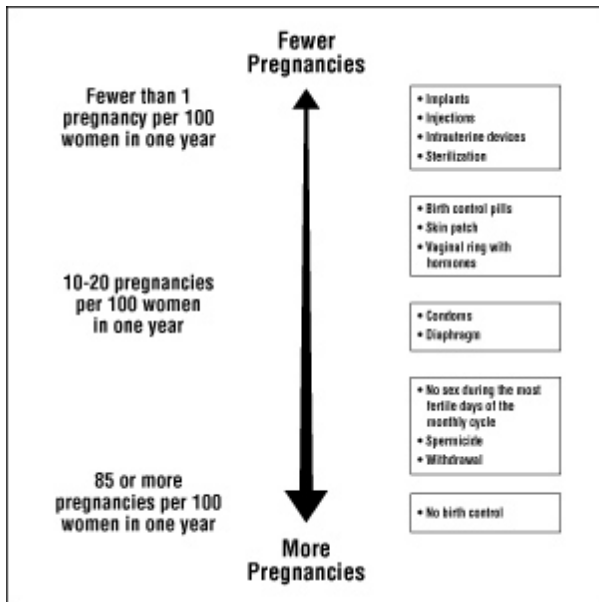 Fewer
Pregnancies
Fewer than 1
pregnancy per 100
women in one year
• Implants
• Injections
• Intrauterine devices
• Sterilization
• Birth control pills
• Skin patch
• Vaginal ring with
hormones
10-20 pregnancies
per 100 women
in one year
• Condoms
• Diaphragm
• No sex during the most
fertile days of the
monthly cycle
• Spermicide
• Withdrawal
85 or more
pregnancies per 100
women in one year
• No birth control
More
Pregnancies